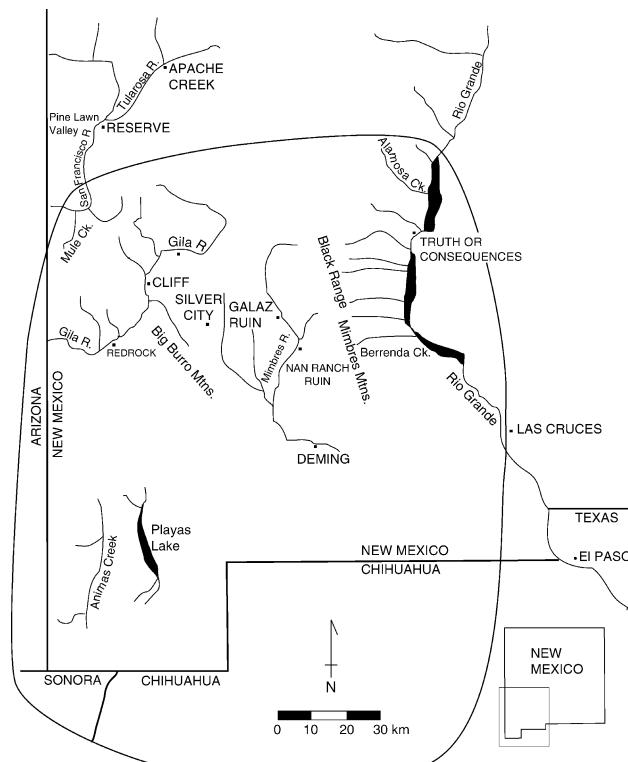 Tularosa R.
APACHE
CREEK
Rio Grande
Pine Lawn
Valley
RESERVE
San Francisco R
Alamosa Ck.
Mule Ck.
Gila R
TRUTH OR
CONSEQUENCES
Black Range
CLIFF
SILVER
CITY
GALAZ
RUIN
Gila R.
REDROCK
Big Burro Mtns.
Mimbres R.
NAN RANCH
RUIN
Mimbres Mtns.
Berrenda Ck.
Rio Grande
ARIZONA
NEW MEXICO
LAS CRUCES
DEMING
TEXAS
Playas
Lake
Animas Creek
NEW MEXICO
CHIHUAHUA
El PASO
SONORA
CHIHUAHUA
N
NEW
MEXICO
0 10 20 30 km